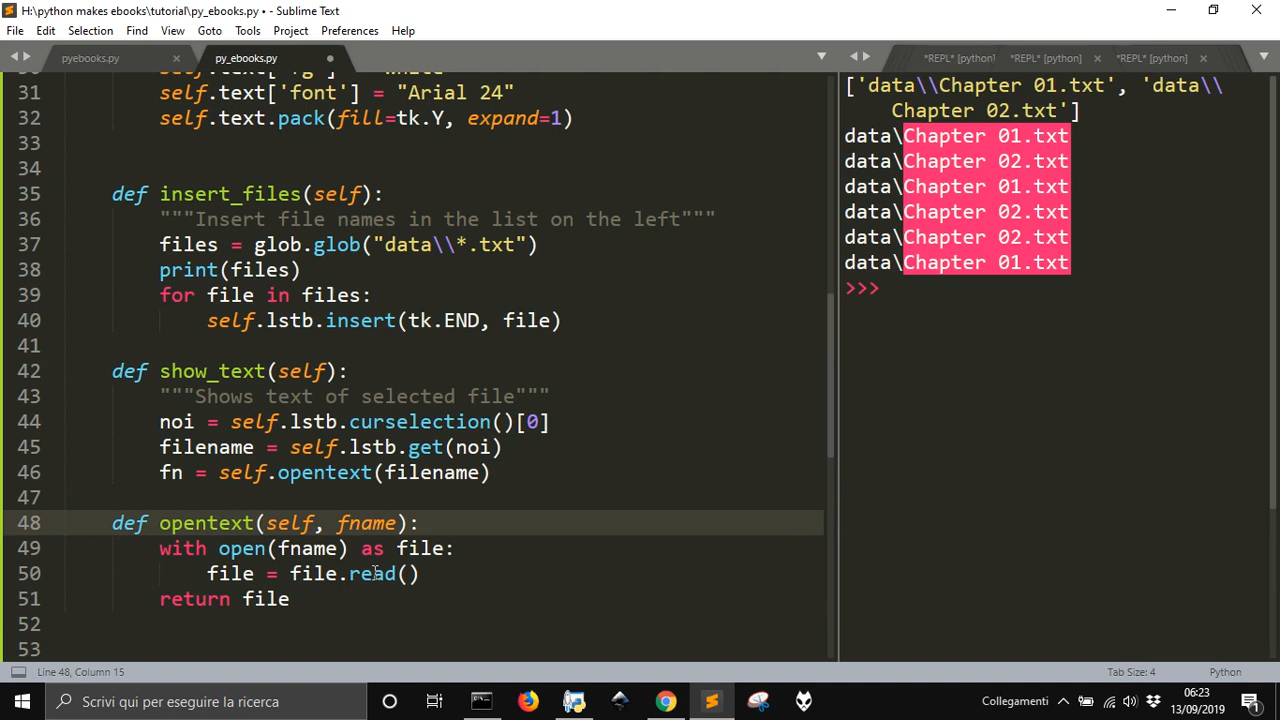 H:\python makes ebooks\tutorial\py_ebooks.py • - Sublime Text
File Edit Selection Find View Goto Tools Project Preferences Help
pyebooks.py × py_ebooks.py
*REPL* [python] *REPL* [python] × *REPL* [python] ×
31 self.text['font'] = "Arial 24"
32 self.text.pack(fill=tk.Y, expand=1)
33
34
35 def insert_files(self):
36 """Insert file names in the list on the left"""
37 files = glob.glob("data\\*.txt")
38 print(files)
39 for file in files:
40 self.lstb.insert(tk.END, file)
41
42 def show_text(self):
43 """Shows text of selected file"""
44 noi = self.lstb.curselection()[0]
45 filename = self.lstb.get(noi)
46 fn = self.opentext(filename)
47
48 def opentext(self, fname):
49 with open(fname) as file:
50 file = file.read()
51 return file
52
53
['data\\Chapter 01.txt', 'data\\
Chapter 02.txt']
data\Chapter 01.txt
data\Chapter 02.txt
data\Chapter 01.txt
data\Chapter 02.txt
data\Chapter 02.txt
data\Chapter 01.txt
>>>
Line 48, Column 15
Tab Size: 4 Python
Scrivi qui per eseguire la ricerca
Collegamenti
06:23
13/09/2019
1